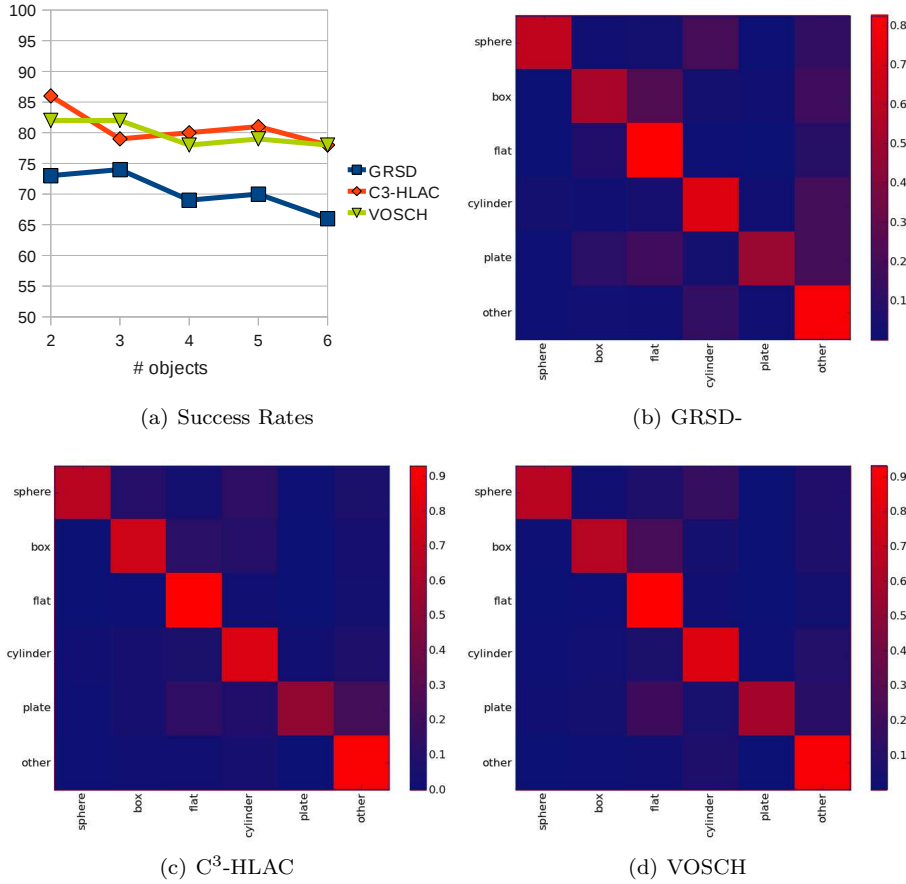 100
95
90
85
80
75
70
65
60
55
50
2 3 4 5 6
# objects
GRSD
C3-HLAC
VOSCH
(a) Success Rates
sphere
box
flat
cylinder
plate
other
sphere box flat cylinder plate other
0.8
0.7
0.6
0.5
0.4
0.3
0.2
0.1
(b) GRSD-
sphere
box
flat
cylinder
plate
other
sphere box flat cylinder plate other
0.9
0.8
0.7
0.6
0.5
0.4
0.3
0.2
0.1
0.0
(c) C³-HLAC
sphere
box
flat
cylinder
plate
other
sphere box flat cylinder plate other
0.9
0.8
0.7
0.6
0.5
0.4
0.3
0.2
0.1
(d) VOSCH